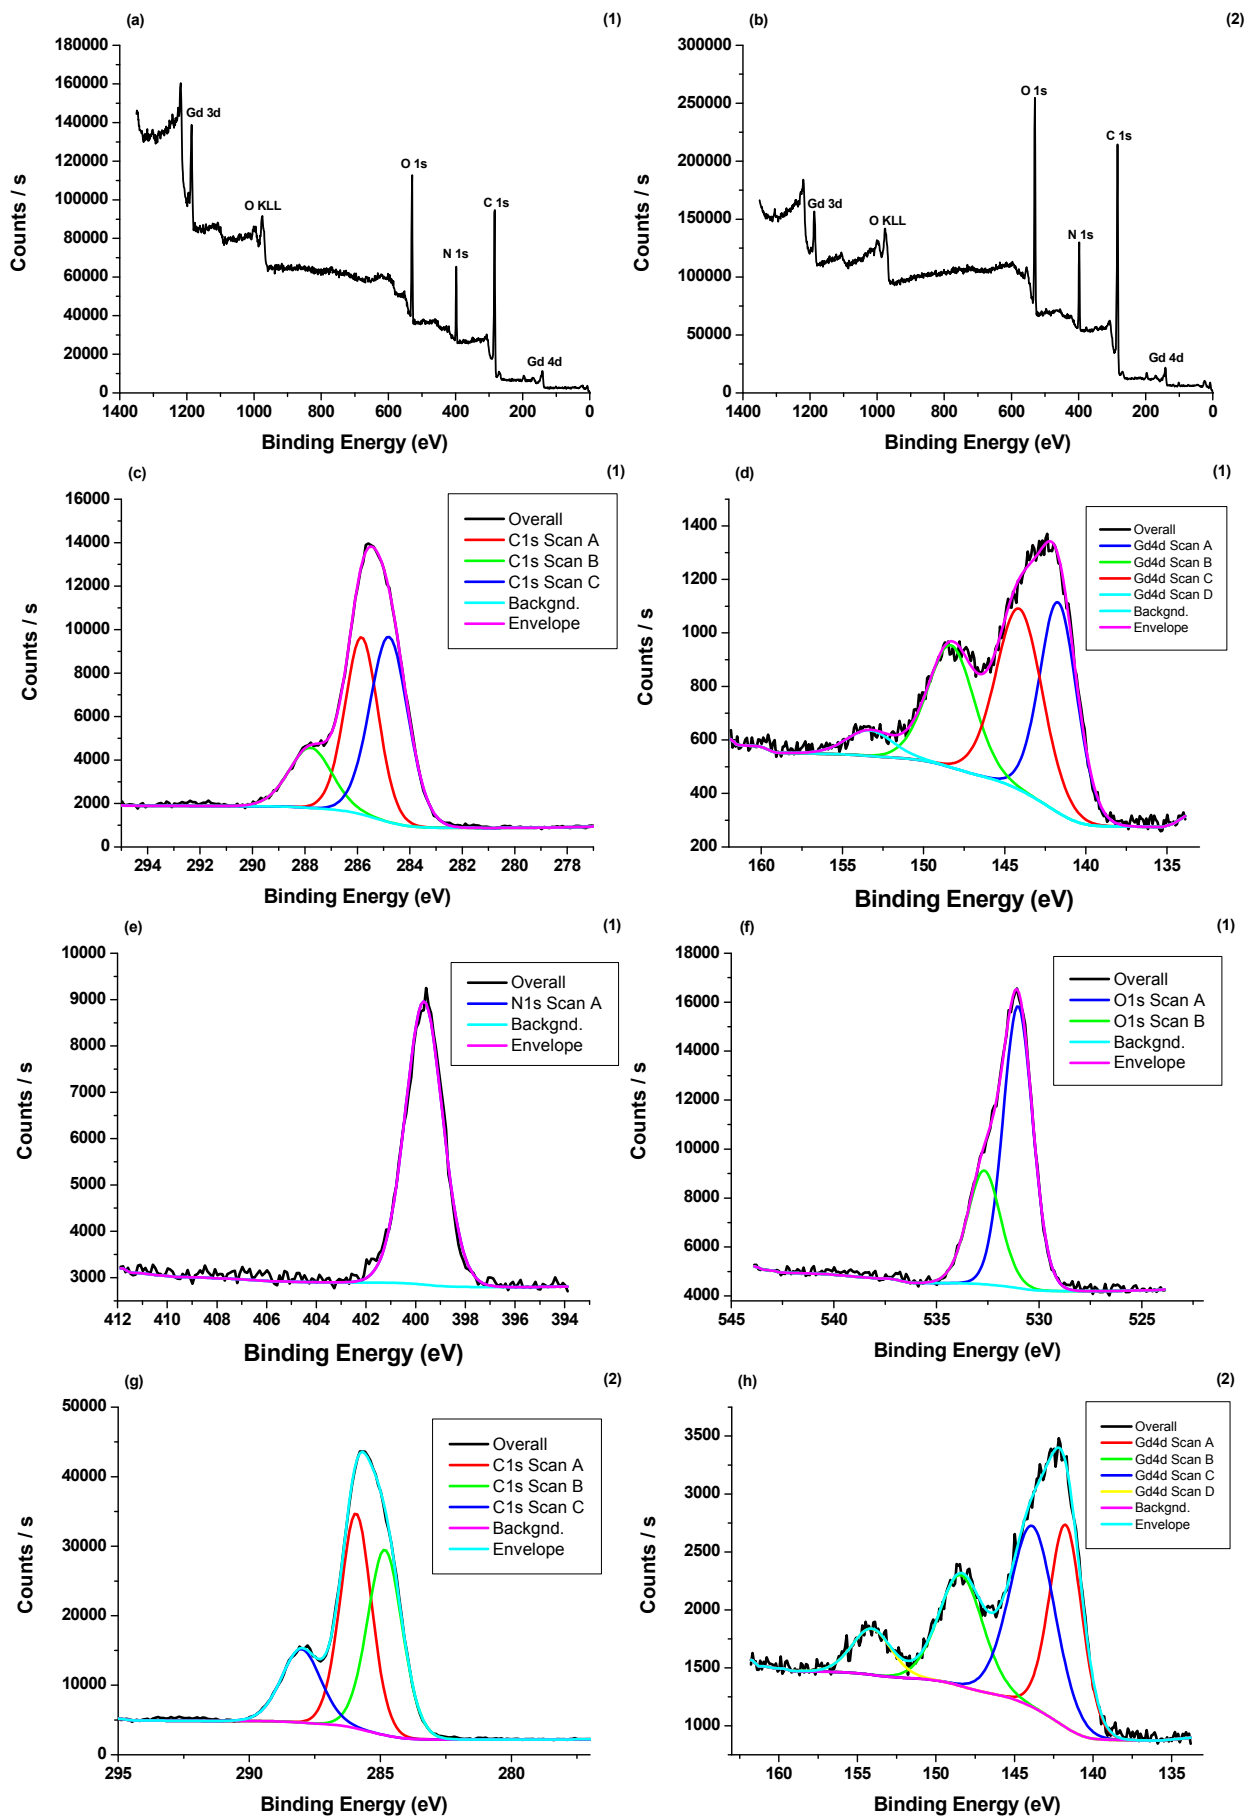 (a)
(1)
180000
160000
140000
120000
100000
80000
60000
40000
20000
0
Counts / s
Gd 3d
O KLL
O 1s
N 1s
C 1s
Gd 4d
1400 1200 1000 800 600 400 200 0
Binding Energy (eV)
(b)
(2)
300000
250000
200000
150000
100000
50000
0
Counts / s
Gd 3d
O KLL
O 1s
N 1s
C 1s
Gd 4d
1400 1200 1000 800 600 400 200 0
Binding Energy (eV)
(c)
(1)
16000
14000
12000
10000
8000
6000
4000
2000
0
Counts / s
Overall
C1s Scan A
C1s Scan B
C1s Scan C
Backgnd.
Envelope
294 292 290 288 286 284 282 280 278
Binding Energy (eV)
(d)
(1)
1400
1200
1000
800
600
400
200
Counts / s
Overall
Gd4d Scan A
Gd4d Scan B
Gd4d Scan C
Gd4d Scan D
Backgnd.
Envelope
160 155 150 145 140 135
Binding Energy (eV)
(e)
(1)
10000
9000
8000
7000
6000
5000
4000
3000
Counts / s
Overall
N1s Scan A
Backgnd.
Envelope
412 410 408 406 404 402 400 398 396 394
Binding Energy (eV)
(f)
(1)
18000
16000
14000
12000
10000
8000
6000
4000
Counts / s
Overall
O1s Scan A
O1s Scan B
Backgnd.
Envelope
545 540 535 530 525
Binding Energy (eV)
(g)
(2)
50000
40000
30000
20000
10000
0
Counts / s
Overall
C1s Scan A
C1s Scan B
C1s Scan C
Backgnd.
Envelope
295 290 285 280
Binding Energy (eV)
(h)
(2)
3500
3000
2500
2000
1500
1000
Counts / s
Overall
Gd4d Scan A
Gd4d Scan B
Gd4d Scan C
Gd4d Scan D
Backgnd.
Envelope
160 155 150 145 140 135
Binding Energy (eV)